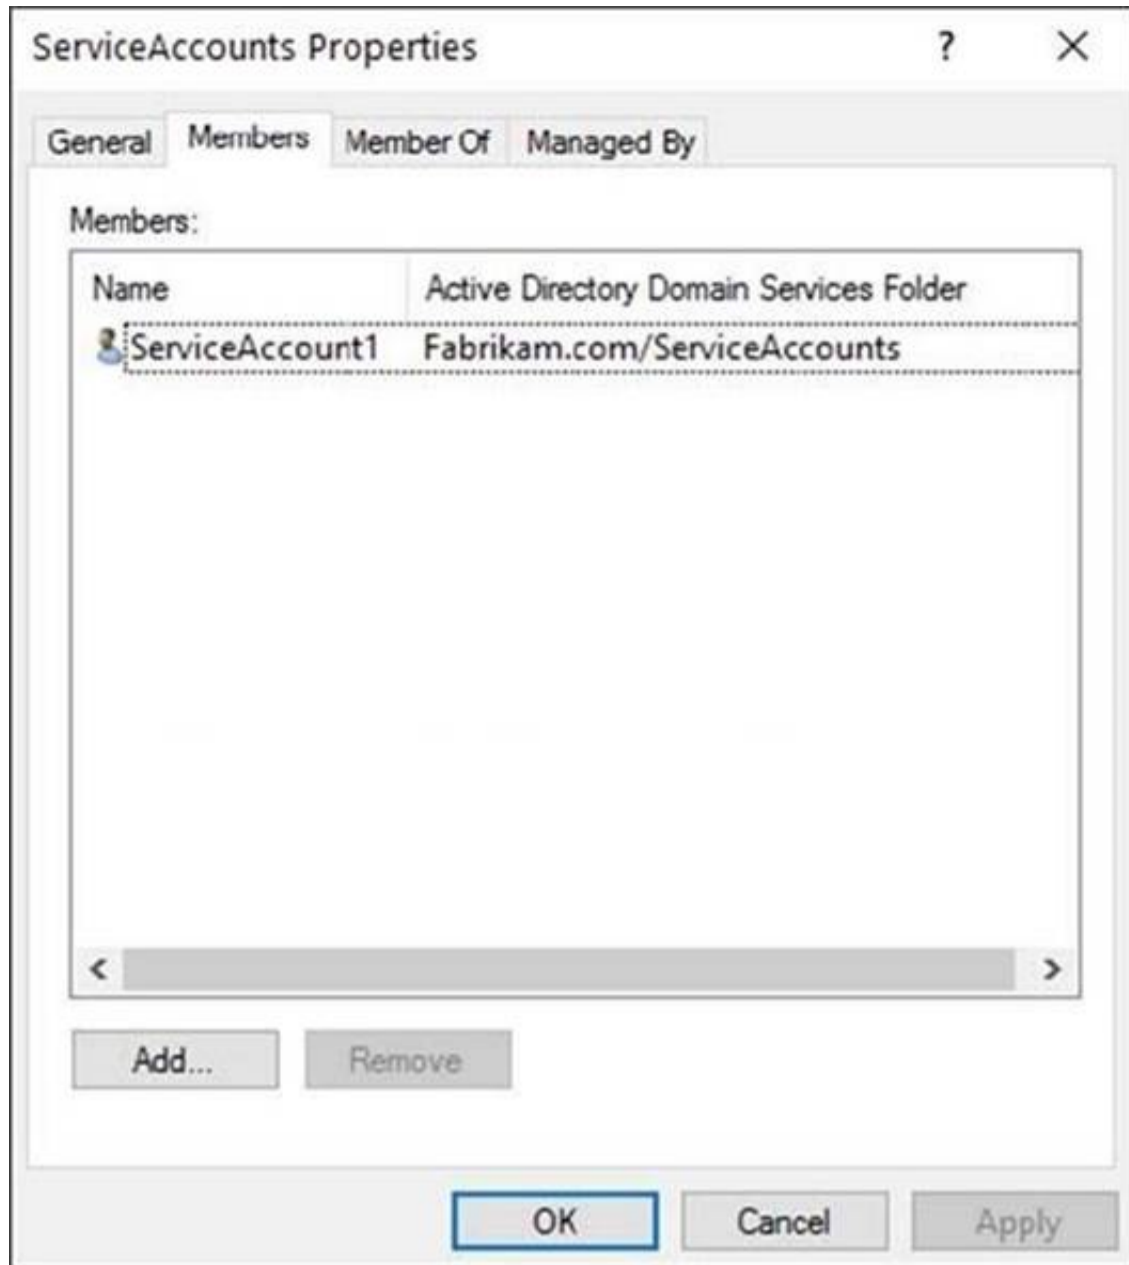 ServiceAccounts Properties ? ×
General Members Member Of Managed By
Members:
Name Active Directory Domain Services Folder
ServiceAccount1 Fabrikam.com/ServiceAccounts
< >
Add... Remove
OK Cancel Apply